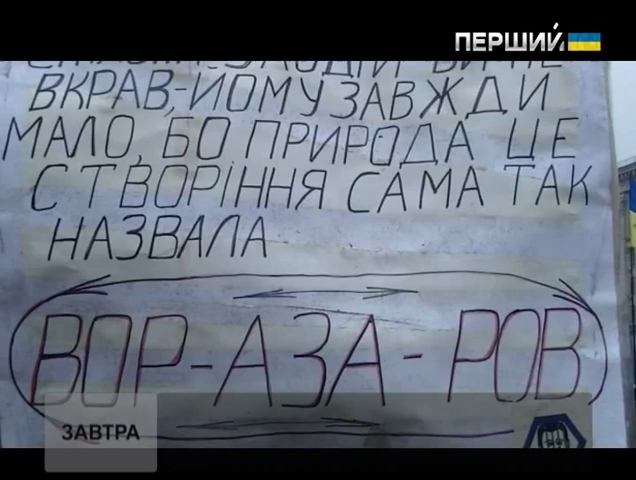 ПЕРШИЙ
ВКРАВ,-ЙОМУ ЗАВЖДИ
МАЛО, БО ПРИРОДА ЦЕ
СТВОРІННЯ САМА ТАК
НАЗВАЛА
ВОР-АЗА-РОВ
ЗАВТРА